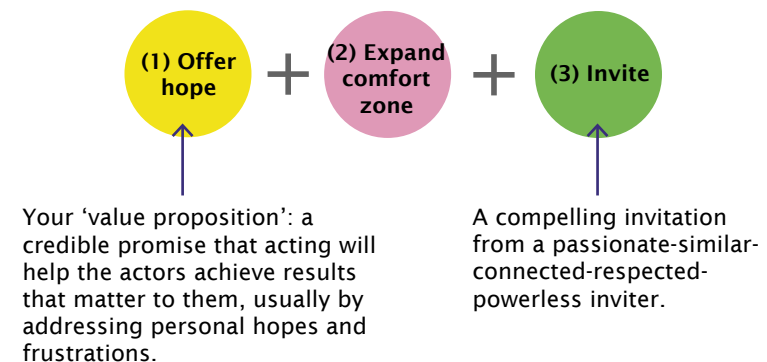 (1) Offer
hope
+
(2) Expand
comfort
zone
+
(3) Invite
Your ‘value proposition’: a
credible promise that acting will
help the actors achieve results
that matter to them, usually by
addressing personal hopes and
frustrations.
A compelling invitation
from a passionate-similar-
connected-respected-
powerless inviter.